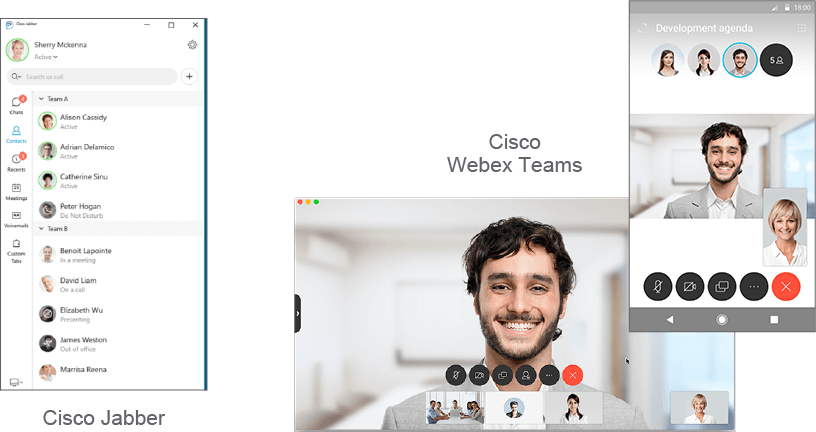 Cisco Jabber
Sherry Mckenna
Active
Search or call
Chats
Contacts
Recents
Meetings
Voicemails
Custom
Tabs
Team A
Alison Cassidy
Active
Adrian Delamico
Active
Catherine Sinu
Active
Peter Hogan
Do Not Disturb
Team B
Benoit Lapointe
In a meeting
David Liam
On a call
Elizabeth Wu
Presenting
James Weston
Out of office
Marrisa Reena
Cisco Jabber
Cisco
Webex Teams
18:00
Development agenda
5